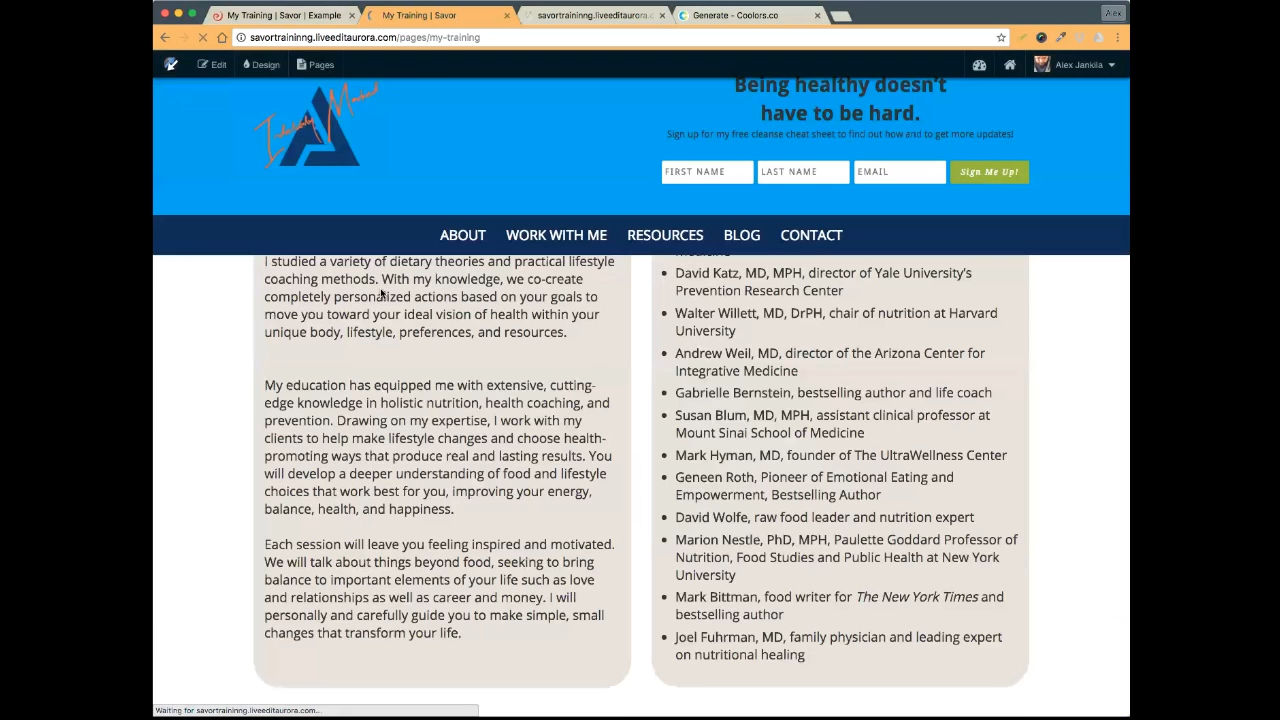 My Training | Savor | Example
My Training | Savor
savortraininng.liveeditaurora.c
Generate - Coolors.co
Alex
savortraininng.liveeditaurora.com/pages/my-training
Edit
Design
Pages
Alex Jankila
Being healthy doesn't
have to be hard.
Sign up for my free cleanse cheat sheet to find out how and to get more updates!
FIRST NAME
LAST NAME
EMAIL
Sign Me Up!
ABOUT
WORK WITH ME
RESOURCES
BLOG
CONTACT
I studied a variety of dietary theories and practical lifestyle
coaching methods. With my knowledge, we co-create
completely personalized actions based on your goals to
move you toward your ideal vision of health within your
unique body, lifestyle, preferences, and resources.
My education has equipped me with extensive, cutting-
edge knowledge in holistic nutrition, health coaching, and
prevention. Drawing on my expertise, I work with my
clients to help make lifestyle changes and choose health-
promoting ways that produce real and lasting results. You
will develop a deeper understanding of food and lifestyle
choices that work best for you, improving your energy,
balance, health, and happiness.
Each session will leave you feeling inspired and motivated.
We will talk about things beyond food, seeking to bring
balance to important elements of your life such as love
and relationships as well as career and money. I will
personally and carefully guide you to make simple, small
changes that transform your life.
David Katz, MD, MPH, director of Yale University's
Prevention Research Center
Walter Willett, MD, DrPH, chair of nutrition at Harvard
University
Andrew Weil, MD, director of the Arizona Center for
Integrative Medicine
Gabrielle Bernstein, bestselling author and life coach
Susan Blum, MD, MPH, assistant clinical professor at
Mount Sinai School of Medicine
Mark Hyman, MD, founder of The UltraWellness Center
Geneen Roth, Pioneer of Emotional Eating and
Empowerment, Bestselling Author
David Wolfe, raw food leader and nutrition expert
Marion Nestle, PhD, MPH, Paulette Goddard Professor of
Nutrition, Food Studies and Public Health at New York
University
Mark Bittman, food writer for The New York Times and
bestselling author
Joel Fuhrman, MD, family physician and leading expert
on nutritional healing
Waiting for savortraininng.liveeditaurora.com...